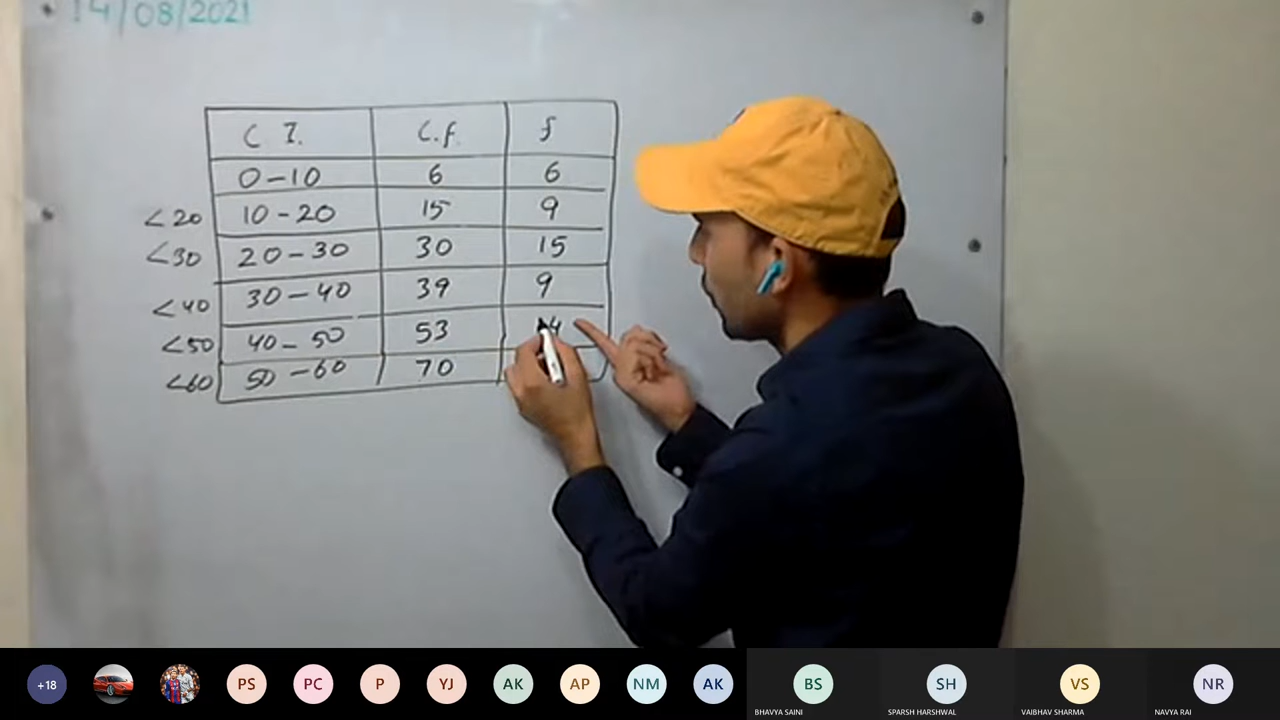 14/08/2021
C I. C.f. f
0-10 6 6
<20 10-20 15 9
<30 20-30 30 15
<40 30-40 39 9
<50 40-50 53 14
<60 50-60 70
+18 PS PC P YJ AK AP NM AK BS SH VS NR
BHAVYA SAINI SPARSH HARSHWAL VAIBHAV SHARMA NAVYA RAI